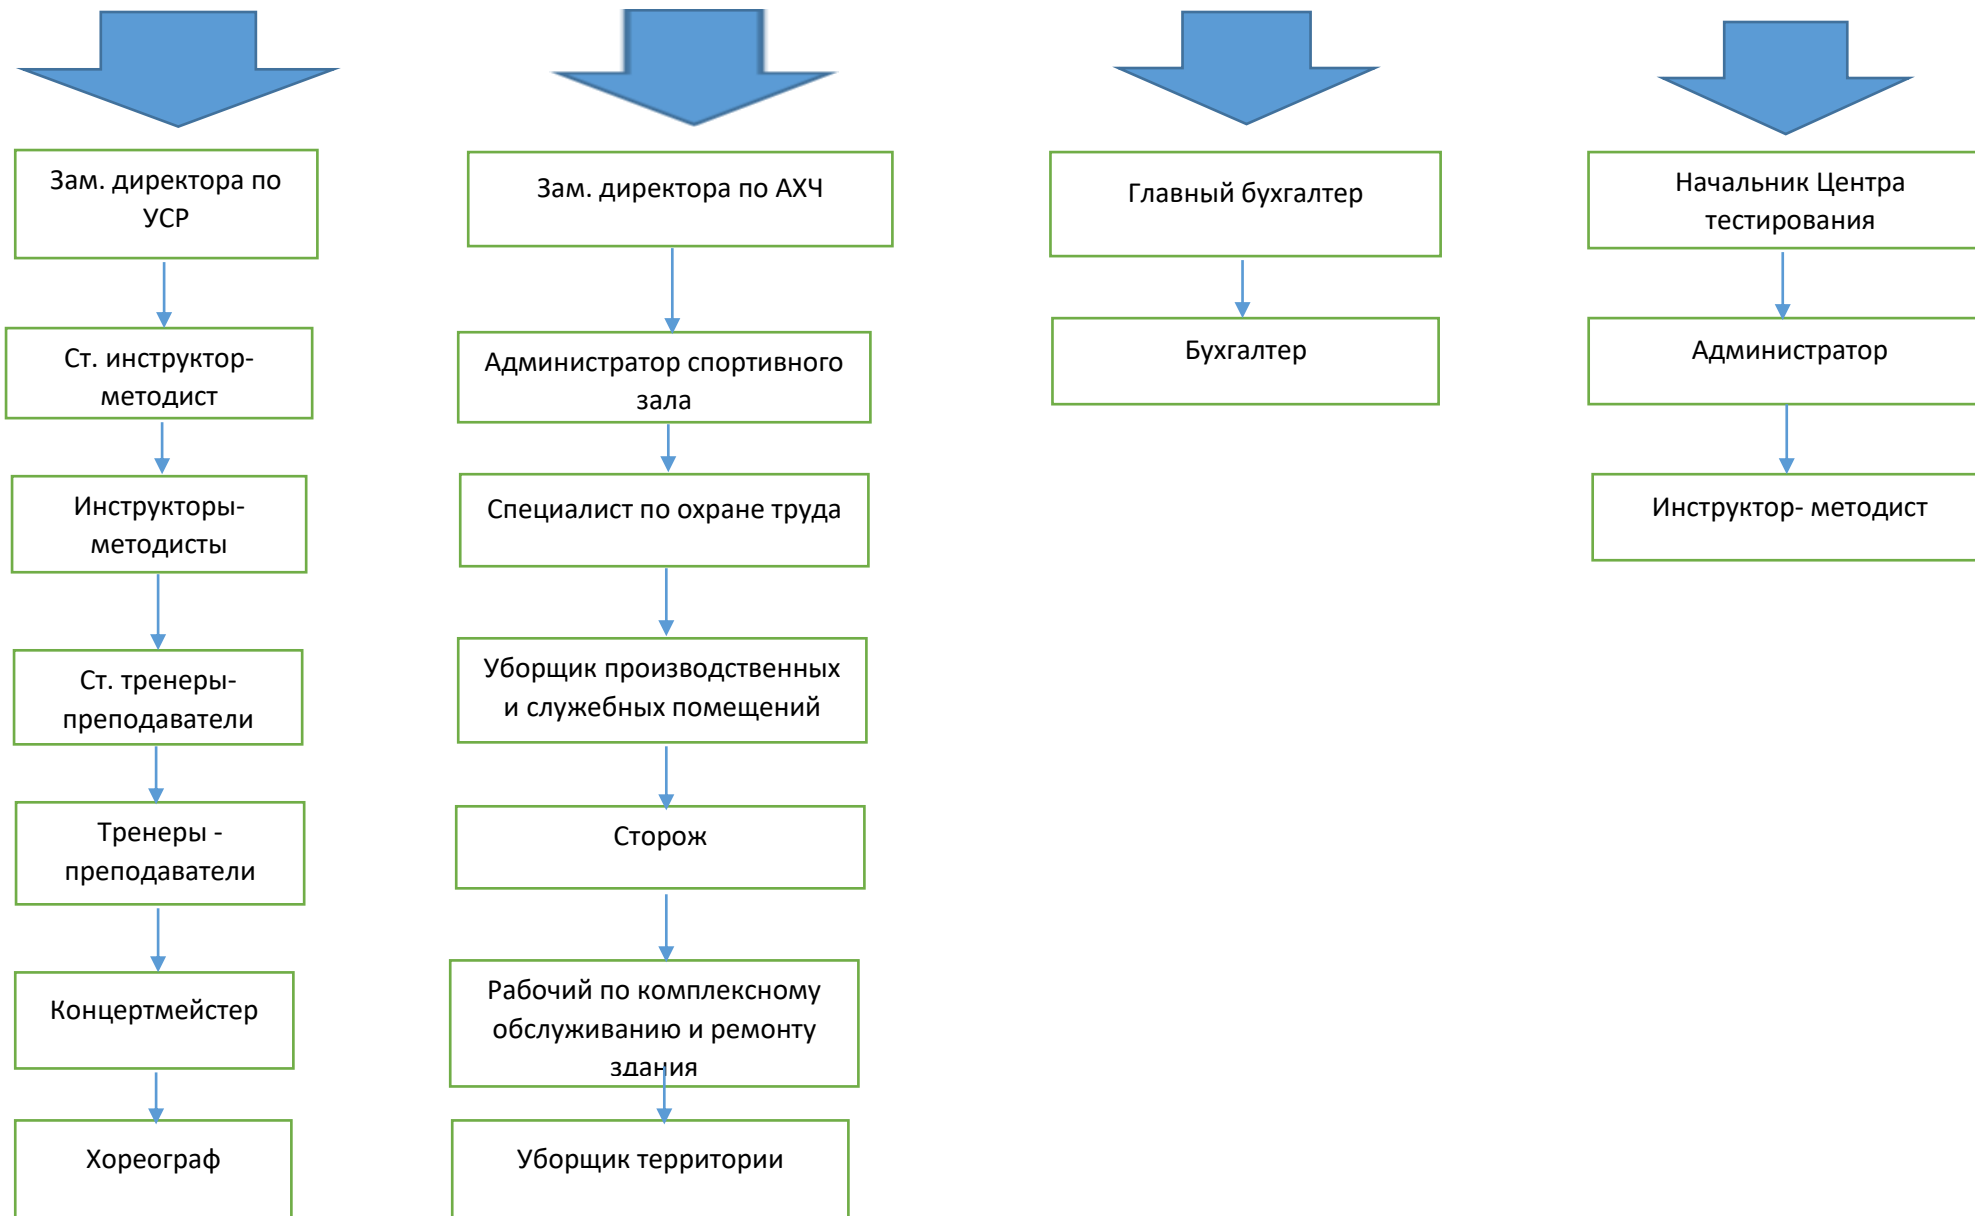 Зам. директора по
УСР
Ст. инструктор-
методист
Инструкторы-
методисты
Ст. тренеры-
преподаватели
Тренеры -
преподаватели
Концертмейстер
Хореограф
Зам. директора по АХЧ
Администратор спортивного
зала
Специалист по охране труда
Уборщик производственных
и служебных помещений
Сторож
Рабочий по комплексному
обслуживанию и ремонту
здания
Уборщик территории
Главный бухгалтер
Бухгалтер
Начальник Центра
тестирования
Администратор
Инструктор- методист